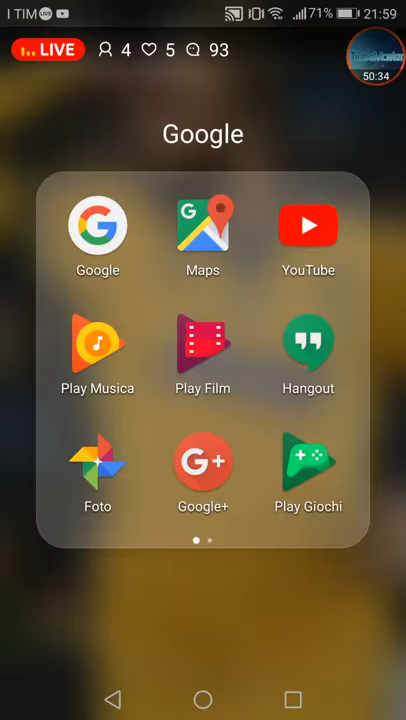 I TIM LIVE 71% 21:59
LIVE 4 5 93
50:34
Google
Google Maps YouTube
Play Musica Play Film Hangout
G+
Foto Google+ Play Giochi